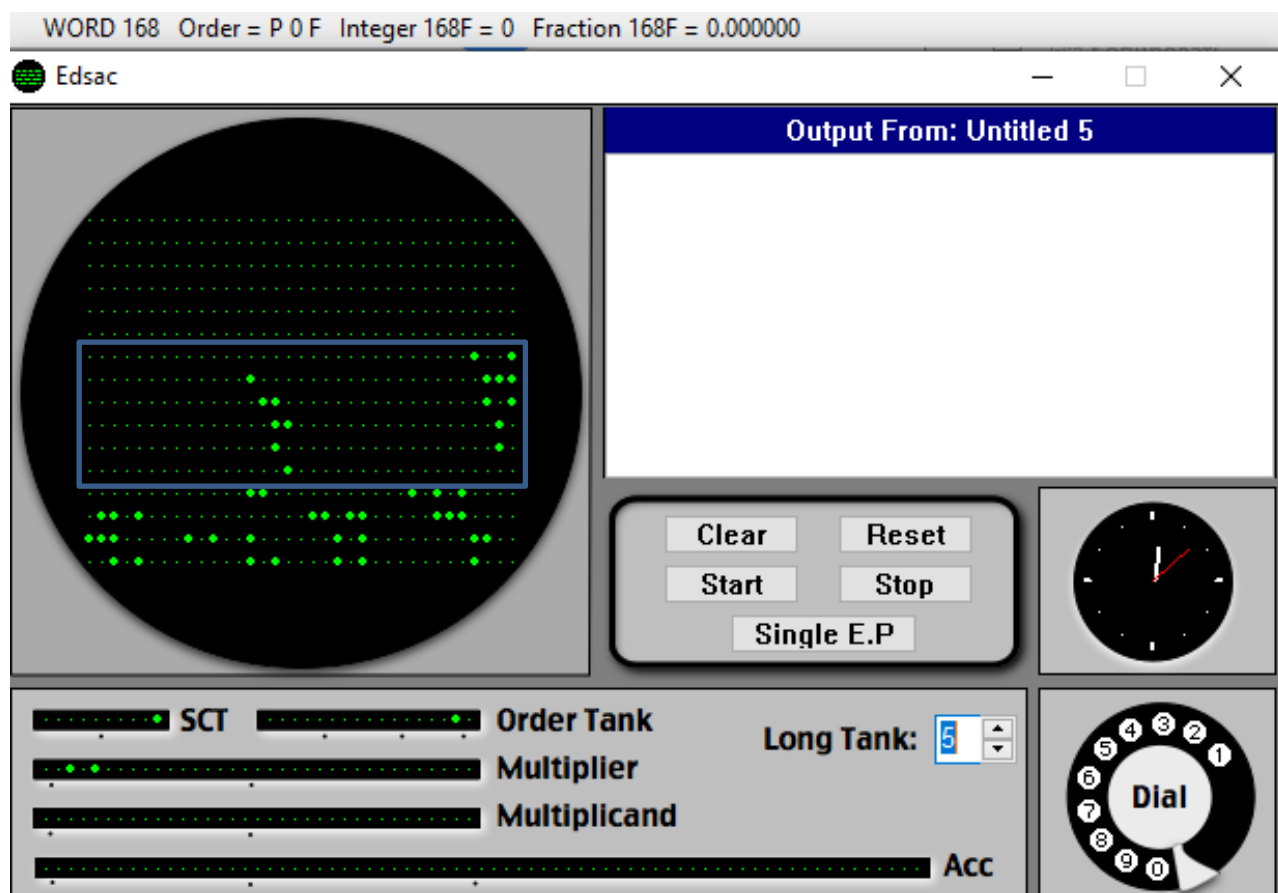 WORD 168 Order = P 0 F Integer 168F = 0 Fraction 168F = 0.000000
Edsac
Output From: Untitled 5
Clear Reset
Start Stop
Single E.P
SCT Order Tank
Long Tank: 5
Multiplier
Multiplicand
Acc
4 3 2
5 1
6
7 Dial
8
9 0